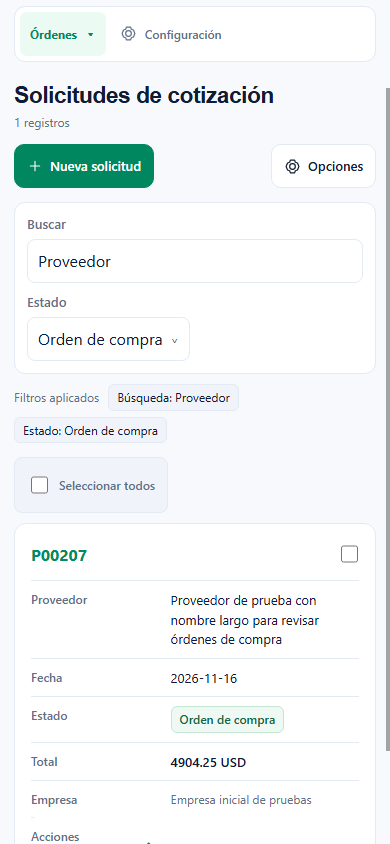 Órdenes
Configuración
Solicitudes de cotización
1 registros
Nueva solicitud
Opciones
Buscar
Proveedor
Estado
Orden de compra
Filtros aplicados
Búsqueda: Proveedor
Estado: Orden de compra
Seleccionar todos
P00207
Proveedor
Proveedor de prueba con
nombre largo para revisar
órdenes de compra
Fecha
2026-11-16
Estado
Orden de compra
Total
4904.25 USD
Empresa
Empresa inicial de pruebas
Acciones